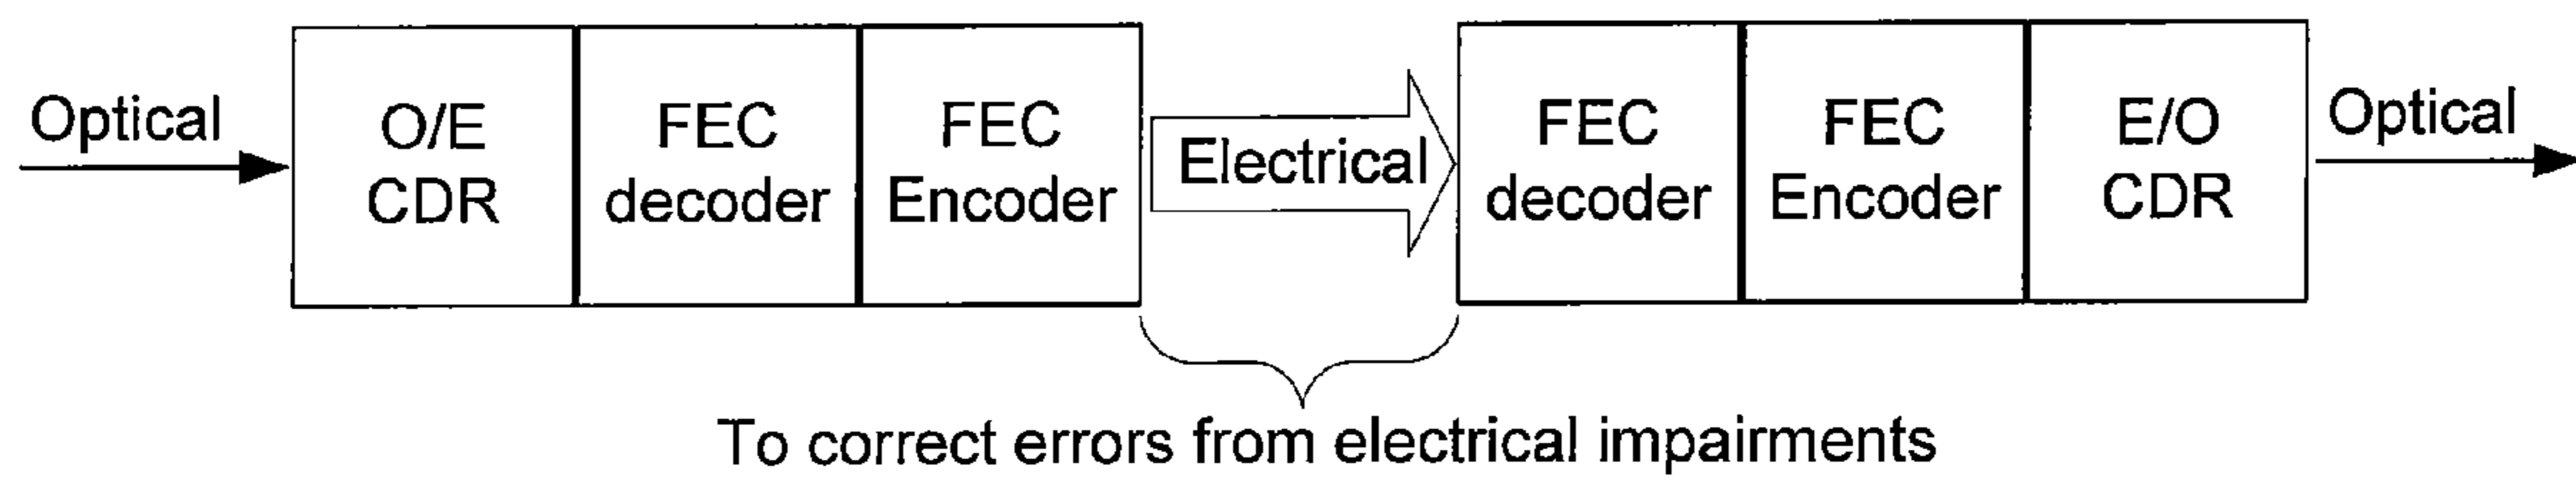 Optical
O/E
CDR
FEC
decoder
FEC
Encoder
Electrical
FEC
decoder
FEC
Encoder
E/O
CDR
Optical
To correct errors from electrical impairments